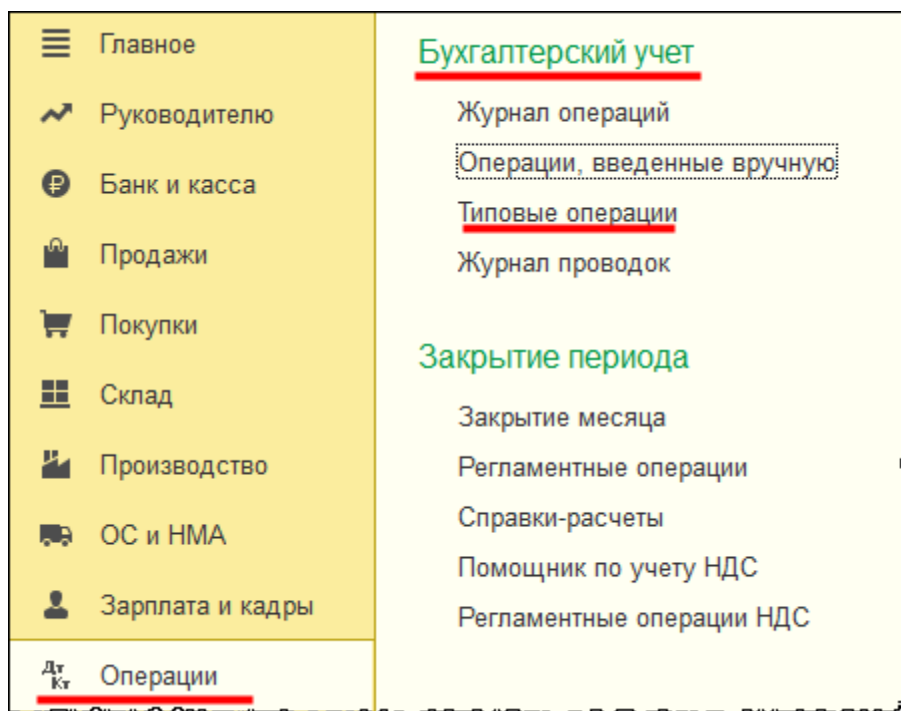 Главное
Руководителю
Банк и касса
Продажи
Покупки
Склад
Производство
ОС и НМА
Зарплата и кадры
Дт
Кт
Операции
Бухгалтерский учет
Журнал операций
Операции, введенные вручную
Типовые операции
Журнал проводок
Закрытие периода
Закрытие месяца
Регламентные операции
Справки-расчеты
Помощник по учету НДС
Регламентные операции НДС